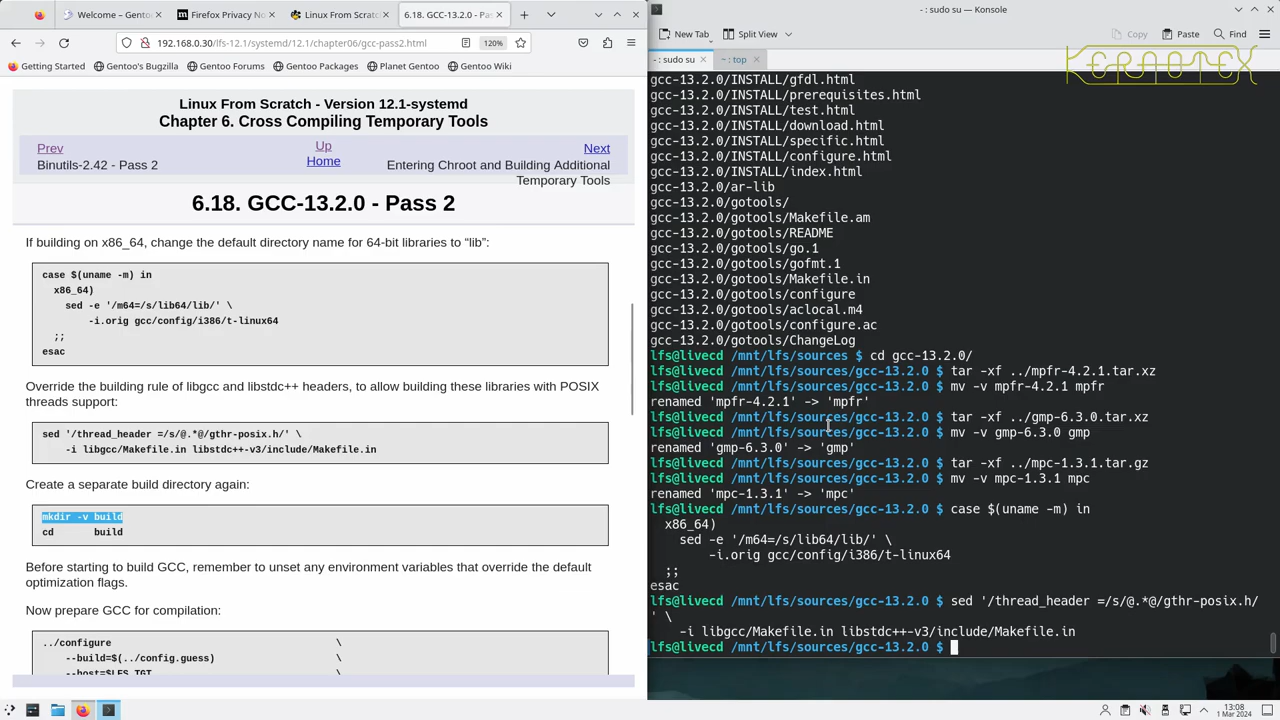 Welcome – Gento
Firefox Privacy No
Linux From Scratch
6.18. GCC-13.2.0 - Pass
192.168.0.30/lfs-12.1/systemd/12.1/chapter06/gcc-pass2.html
120%
Getting Started
Gentoo's Bugzilla
Gentoo Forums
Gentoo Packages
Planet Gentoo
Gentoo Wiki
Linux From Scratch - Version 12.1-systemd
Chapter 6. Cross Compiling Temporary Tools
Prev
Up
Next
Binutils-2.42 - Pass 2
Home
Entering Chroot and Building Additional
Temporary Tools
6.18. GCC-13.2.0 - Pass 2
If building on x86_64, change the default directory name for 64-bit libraries to “lib”:
case $(uname -m) in
x86_64)
sed -e '/m64=/s/lib64/lib/' \
-i.orig gcc/config/i386/t-linux64
;;
esac
Override the building rule of libgcc and libstdc++ headers, to allow building these libraries with POSIX
threads support:
sed '/thread_header =/s/@.*@/gthr-posix.h/' \
-i libgcc/Makefile.in libstdc++-v3/include/Makefile.in
Create a separate build directory again:
mkdir -v build
cd build
Before starting to build GCC, remember to unset any environment variables that override the default
optimization flags.
Now prepare GCC for compilation:
../configure \
--build=$(../config.guess) \
--host=$LFS_TGT \
- : sudo su — Konsole
New Tab
Split View
Copy
Paste
Find
- : sudo su
~ : top
KERNOTEX
gcc-13.2.0/INSTALL/gfdl.html
gcc-13.2.0/INSTALL/prerequisites.html
gcc-13.2.0/INSTALL/test.html
gcc-13.2.0/INSTALL/download.html
gcc-13.2.0/INSTALL/specific.html
gcc-13.2.0/INSTALL/configure.html
gcc-13.2.0/INSTALL/index.html
gcc-13.2.0/ar-lib
gcc-13.2.0/gotools/
gcc-13.2.0/gotools/Makefile.am
gcc-13.2.0/gotools/README
gcc-13.2.0/gotools/go.1
gcc-13.2.0/gotools/gofmt.1
gcc-13.2.0/gotools/Makefile.in
gcc-13.2.0/gotools/configure
gcc-13.2.0/gotools/aclocal.m4
gcc-13.2.0/gotools/configure.ac
gcc-13.2.0/gotools/ChangeLog
lfs@livecd /mnt/lfs/sources $ cd gcc-13.2.0/
lfs@livecd /mnt/lfs/sources/gcc-13.2.0 $ tar -xf ../mpfr-4.2.1.tar.xz
lfs@livecd /mnt/lfs/sources/gcc-13.2.0 $ mv -v mpfr-4.2.1 mpfr
renamed 'mpfr-4.2.1' -> 'mpfr'
lfs@livecd /mnt/lfs/sources/gcc-13.2.0 $ tar -xf ../gmp-6.3.0.tar.xz
lfs@livecd /mnt/lfs/sources/gcc-13.2.0 $ mv -v gmp-6.3.0 gmp
renamed 'gmp-6.3.0' -> 'gmp'
lfs@livecd /mnt/lfs/sources/gcc-13.2.0 $ tar -xf ../mpc-1.3.1.tar.gz
lfs@livecd /mnt/lfs/sources/gcc-13.2.0 $ mv -v mpc-1.3.1 mpc
renamed 'mpc-1.3.1' -> 'mpc'
lfs@livecd /mnt/lfs/sources/gcc-13.2.0 $ case $(uname -m) in
x86_64)
sed -e '/m64=/s/lib64/lib/' \
-i.orig gcc/config/i386/t-linux64
;;
esac
lfs@livecd /mnt/lfs/sources/gcc-13.2.0 $ sed '/thread_header =/s/@.*@/gthr-posix.h/
' \
-i libgcc/Makefile.in libstdc++-v3/include/Makefile.in
lfs@livecd /mnt/lfs/sources/gcc-13.2.0 $
13:08
1 Mar 2024